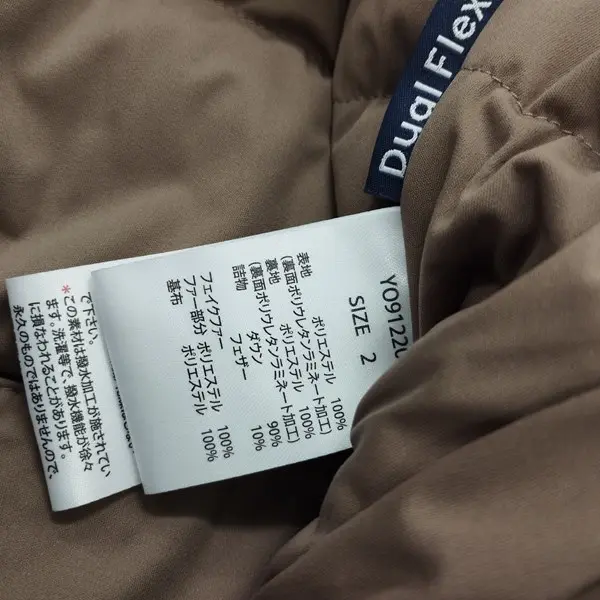 Dual Flex
YO9122U
SIZE 2
表地 ポリエステル 100%
(裏面ポリウレタンラミネート加工)
裏地 ポリエステル 100%
(裏面ポリウレタンラミネート加工)
詰物 ダウン 90%
フェザー 10%
フェイクファー
ファー部分 ポリエステル 100%
基布 ポリエステル 100%
で下さい。
*この素材は撥水加工が施されてい
ます。洗濯等で、撥水機能が徐々
に損なわれることがあります。
永久のものではありませんので、